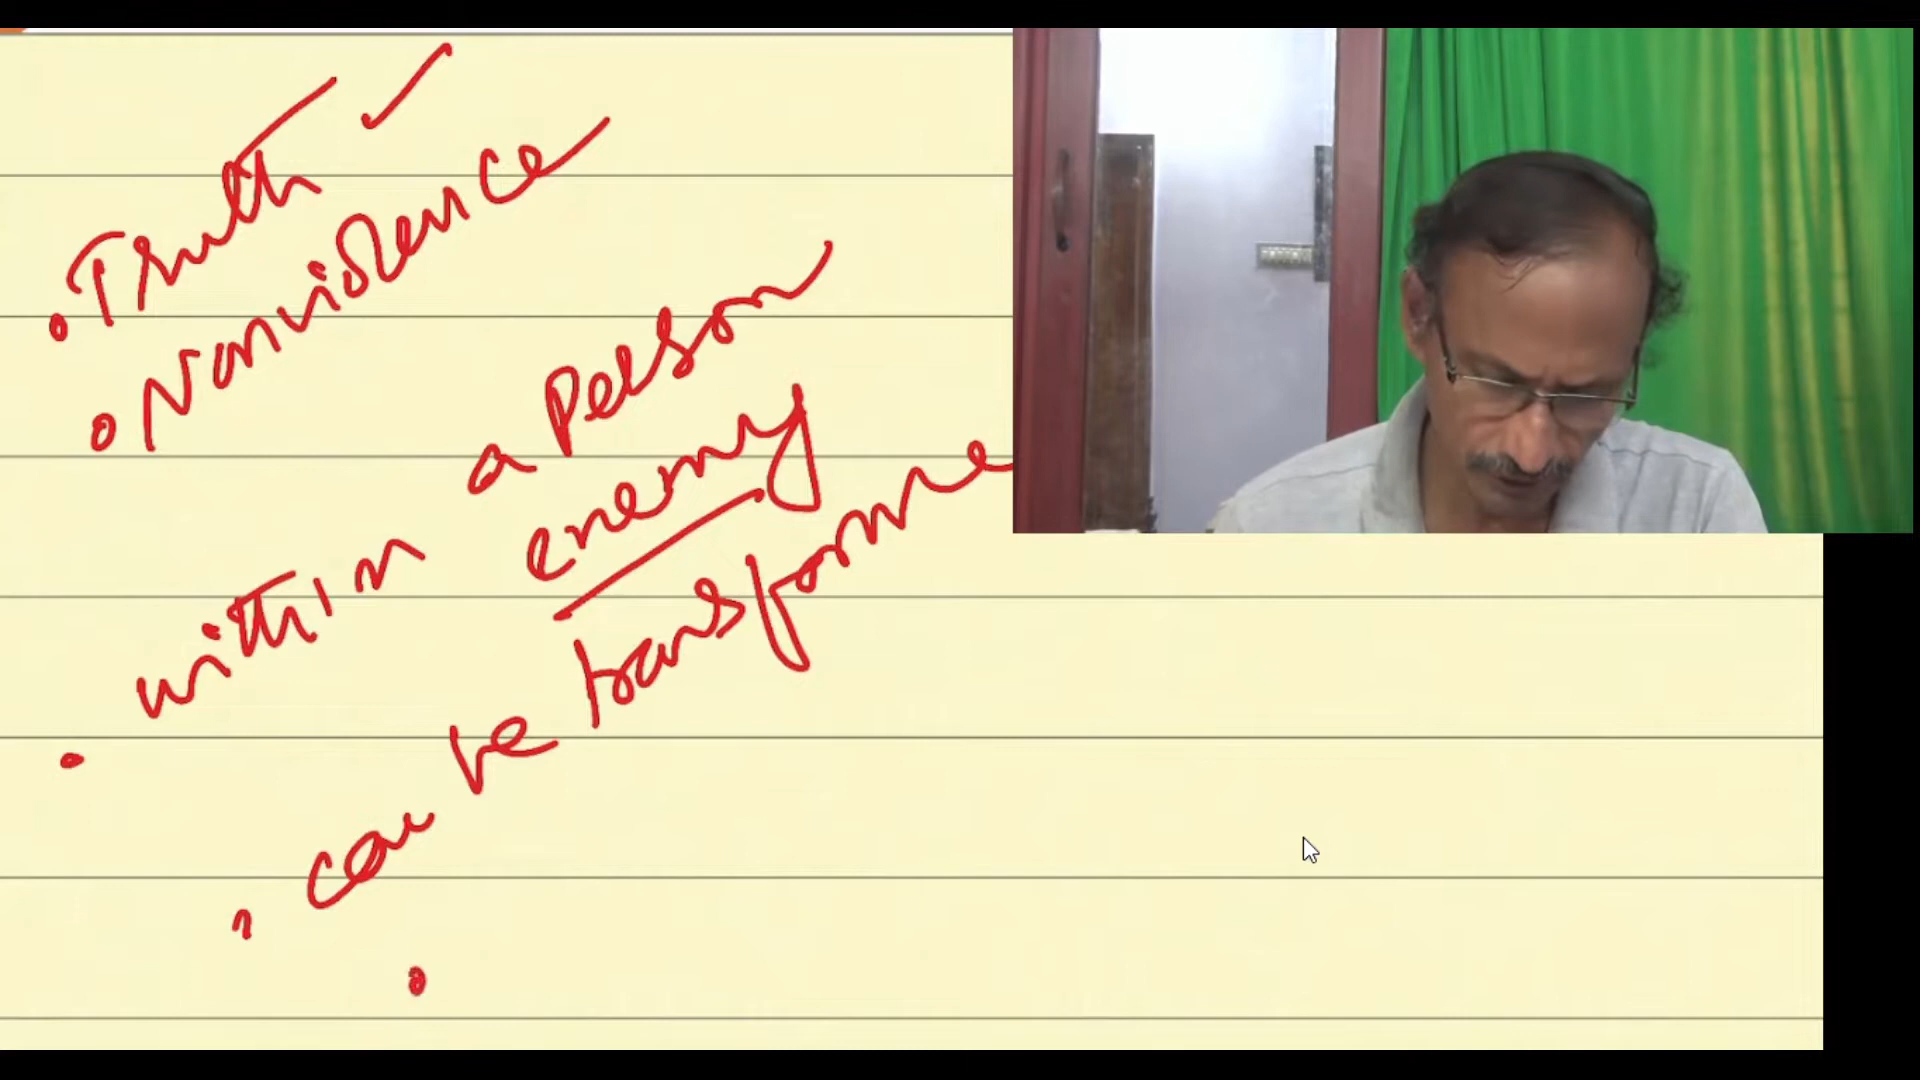 Truth
Nonviolence
within a person
enemy
can be transforme